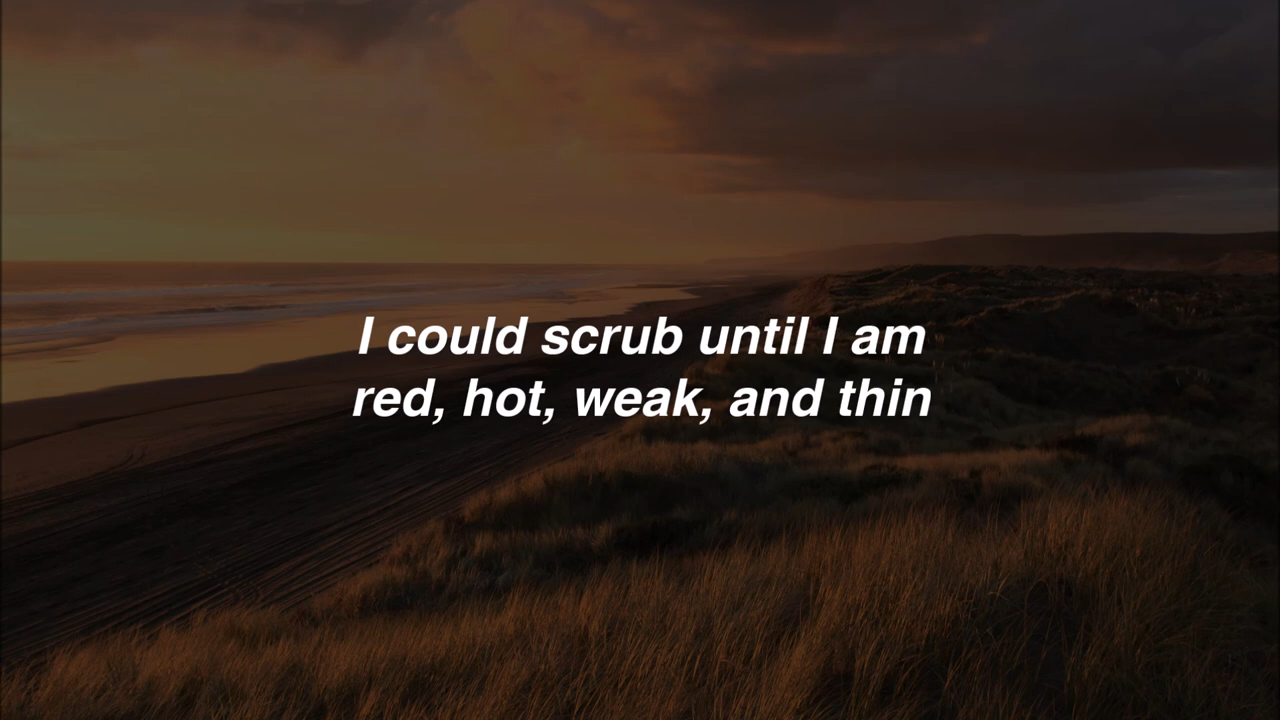 I could scrub until I am
red, hot, weak, and thin